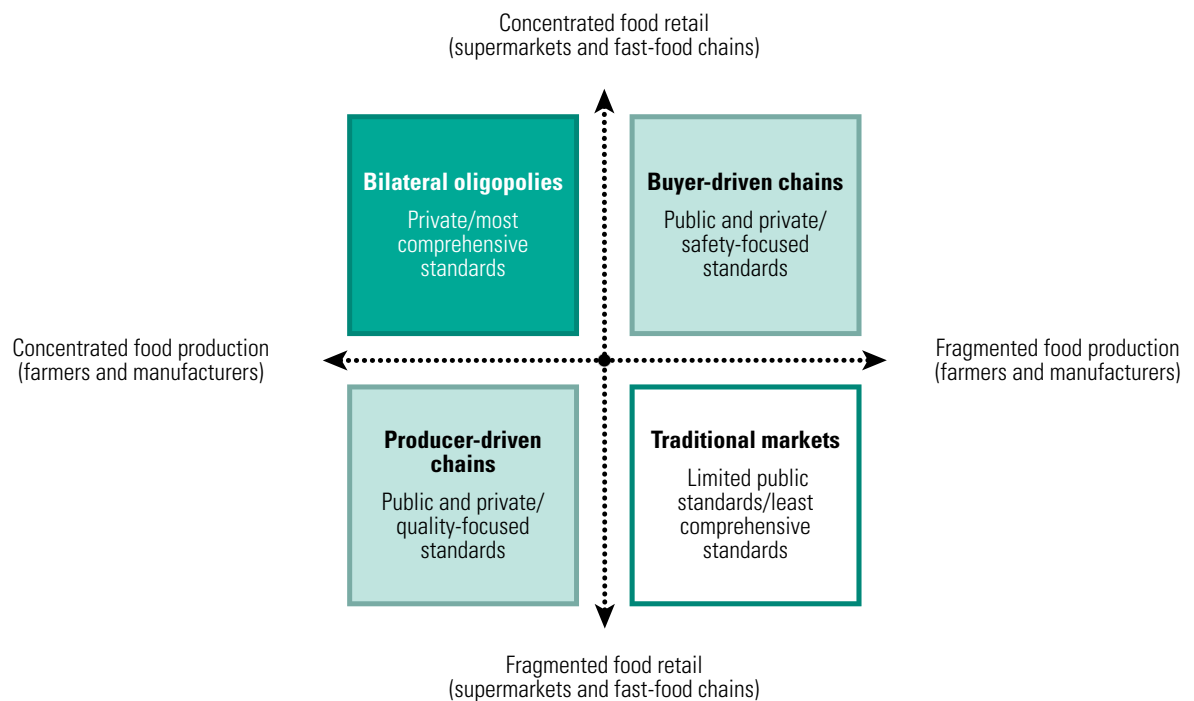 Concentrated food retail
(supermarkets and fast-food chains)
Bilateral oligopolies
Private/most
comprehensive
standards
Buyer-driven chains
Public and private/
safety-focused
standards
Concentrated food production
(farmers and manufacturers)
Fragmented food production
(farmers and manufacturers)
Producer-driven
chains
Public and private/
quality-focused
standards
Traditional markets
Limited public
standards/least
comprehensive
standards
Fragmented food retail
(supermarkets and fast-food chains)